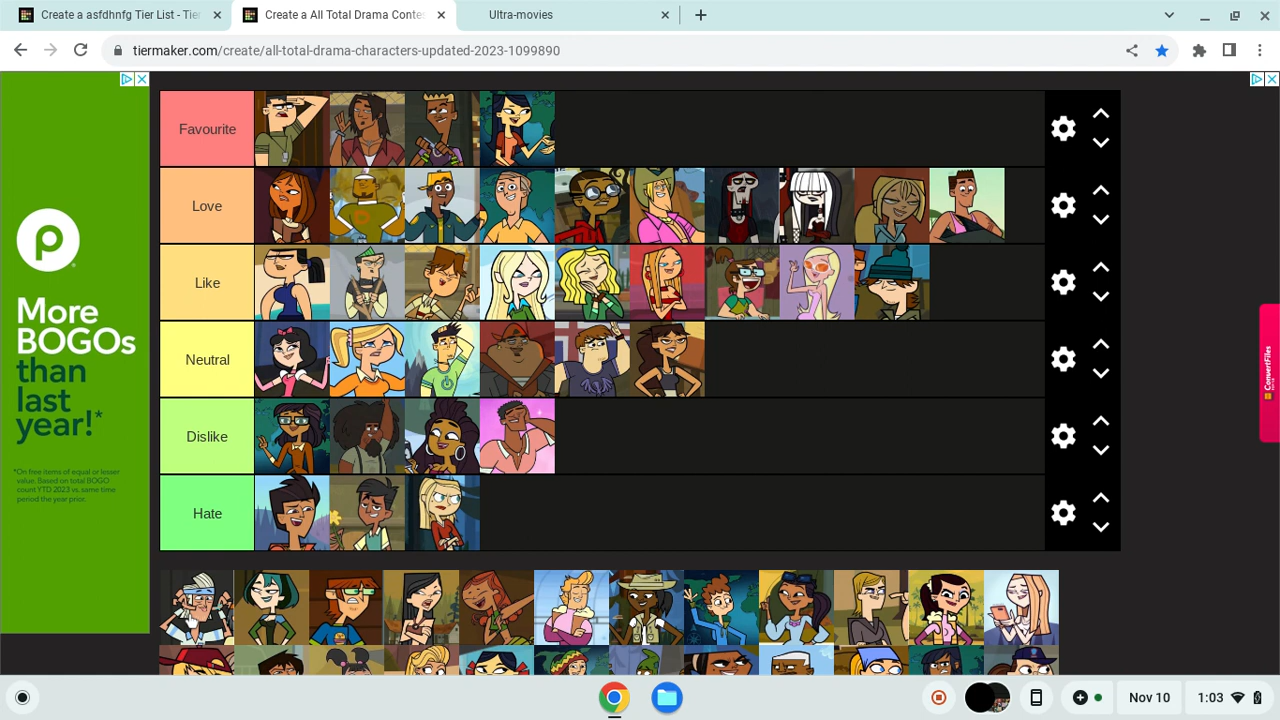 Create a asfdhnfg Tier List - Tier
Create a All Total Drama Contes
Ultra-movies
tiermaker.com/create/all-total-drama-characters-updated-2023-1099890
Favourite
Love
Like
Neutral
Dislike
Hate
p
More
BOGOs
than
last
year!*
*On free items of equal or lesser
value. Based on total BOGO
count YTD 2023 vs. same time
period the year price.
ConvertFiles
Nov 10
1:03